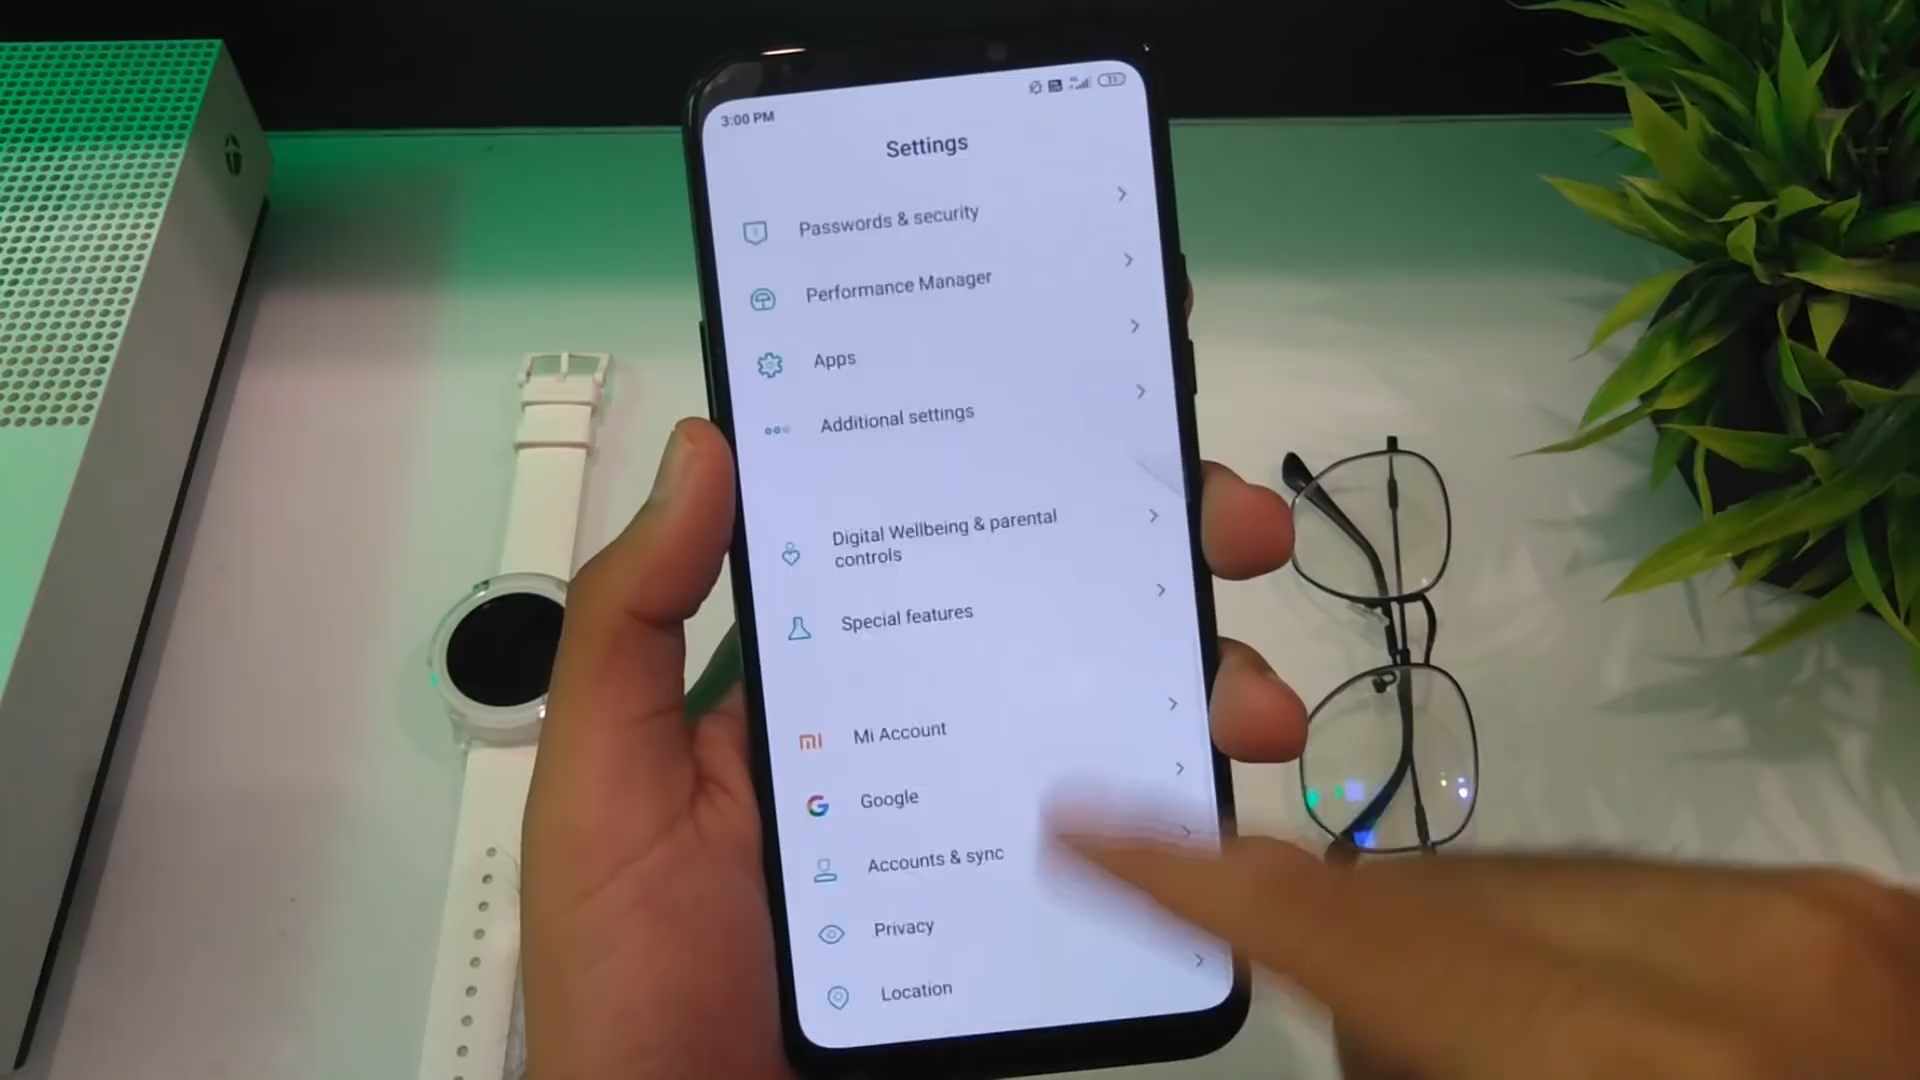 3:00 PM
Settings
Passwords & security
Performance Manager
Apps
Additional settings
Digital Wellbeing & parental
controls
Special features
Mi Account
Google
Accounts & sync
Privacy
Location